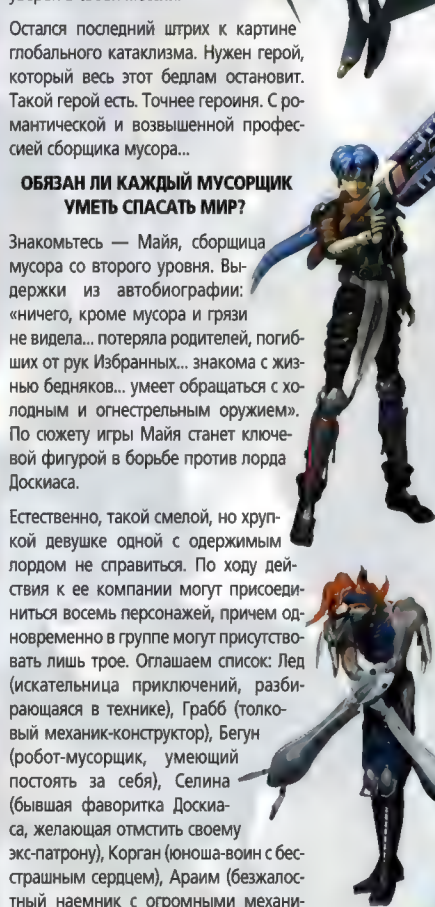 Остался последний штрих к картине
глобального катаклизма. Нужен герой,
который весь этот бедлам остановит.
Такой герой есть. Точнее героиня. С ро-
мантической и возвышенной профес-
сией сборщика мусора...
ОБЯЗАН ЛИ КАЖДЫЙ МУСОРЩИК
УМЕТЬ СПАСАТЬ МИР?
Знакомьтесь — Майя, сборщица
мусора со второго уровня. Вы-
держки из автобиографии:
«ничего, кроме мусора и грязи
не видела... потеряла родителей, погиб-
ших от рук Избранных... знакома с жиз-
нью бедняков... умеет обращаться с хо-
лодным и огнестрельным оружием».
По сюжету игры Майя станет ключе-
вой фигурой в борьбе против лорда
Доскиаса.
Естественно, такой смелой, но хруп-
кой девушке одной с одержимым
лордом не справиться. По ходу дей-
ствия к ее компании могут присоеди-
ниться восемь персонажей, причем од-
новременно в группе могут присутство-
вать лишь трое. Оглашаем список: Лед
(искательница приключений, разби-
рающаяся в технике), Грабб (толко-
вый механик-конструктор), Бегун
(робот-мусорщик, умеющий
постоять за себя), Селина
(бывшая фаворитка Доскиа-
са, желающая отмстить своему
экс-патрону), Корган (юноша-воин с бес-
страшным сердцем), Араим (безжалос-
тный наемник с огромными механи-